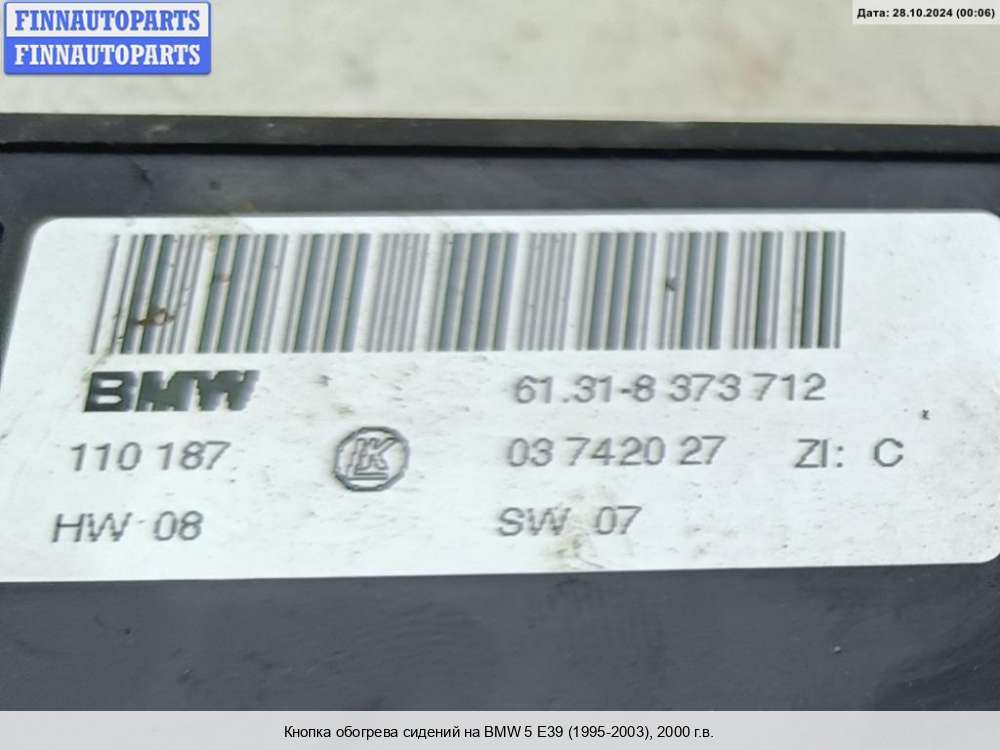 FINNAUTOPARTS
FINNAUTOPARTS
Дата: 28.10.2024 (00:06)
BMW 61.31-8 373 712
110 187 LK 03 7420 27 ZI: C
HW 08 SW 07
Кнопка обогрева сидений на BMW 5 E39 (1995-2003), 2000 г.в.